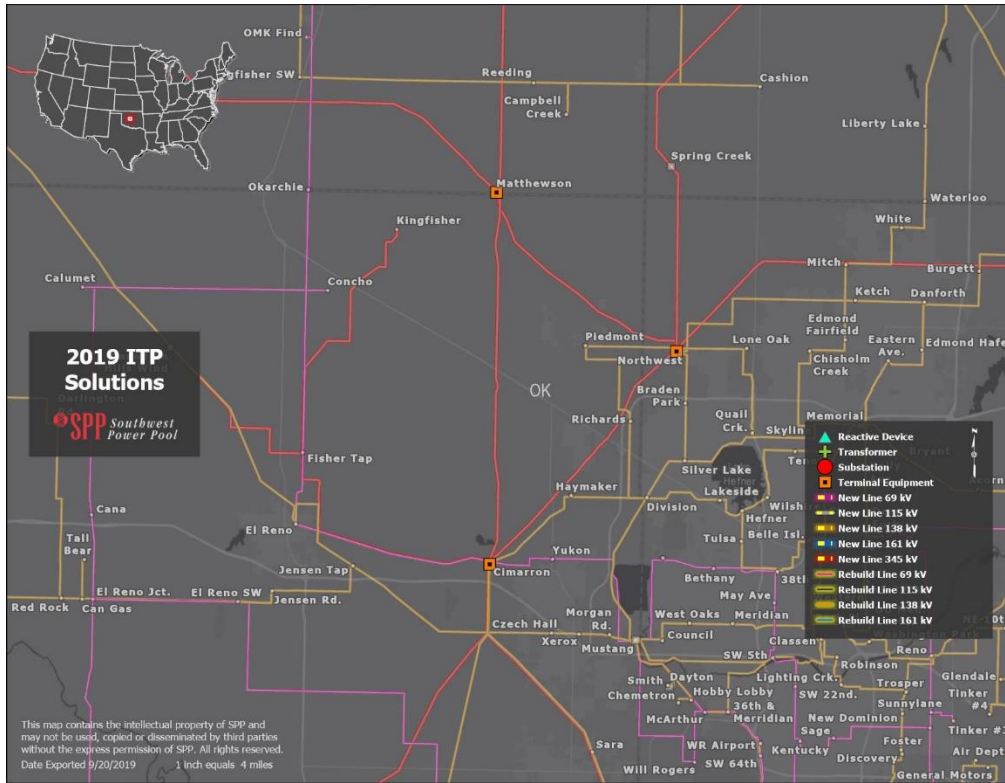 OMK Find
Kingfisher SW
Reeding
Cashion
Campbell
Creek
Liberty Lake
Spring Creek
Matthewson
Okarchie
Waterloo
White
Kingfisher
Mitch
Burgett
Calumet
Concho
Ketch
Danforth
Edmond
Fairfield
Eastern
Ave.
Edmond Hafe
Piedmont
Northwest
Lone Oak
Chisholm
Creek
2019 ITP
Solutions
SPP Southwest
Power Pool
OK
Braden
Park
Richards
Quail
Crk.
Memorial
Skyline
Fisher Tap
Silver Lake
Hefner
Haymaker
Lakeside
Division
Hefner
Cana
El Reno
Tulsa
Belle Isl.
Tall
Bear
Yukon
Cimarron
Jensen Tap
Bethany
38th
May Ave
El Reno Jct.
El Reno SW
Red Rock
Can Gas
Jensen Rd.
Morgan
Rd.
West Oaks
Meridian
Czech Hall
Xerox
Mustang
Council
Classen
SW 5th
Reno
Robinson
Glendale
Smith
Dayton
Chemetron
Lighting Crk.
Trosper
Tinker
#4
Hobby Lobby
36th &
Merridian
SW 22nd.
Sunnylane
McArthur
New Dominion
Sage
WR Airport
Kentucky
Foster
Sara
Will Rogers
SW 64th
Discovery
Air Dept
General Motors
Reactive Device
Transformer
Substation
Terminal Equipment
New Line 69 kV
New Line 115 kV
New Line 138 kV
New Line 161 kV
New Line 345 kV
Rebuild Line 69 kV
Rebuild Line 115 kV
Rebuild Line 138 kV
Rebuild Line 161 kV
This map contains the intellectual property of SPP and
may not be used, copied or disseminated by third parties
without the express permission of SPP. All rights reserved.
Date Exported 9/20/2019 1 inch equals 4 miles